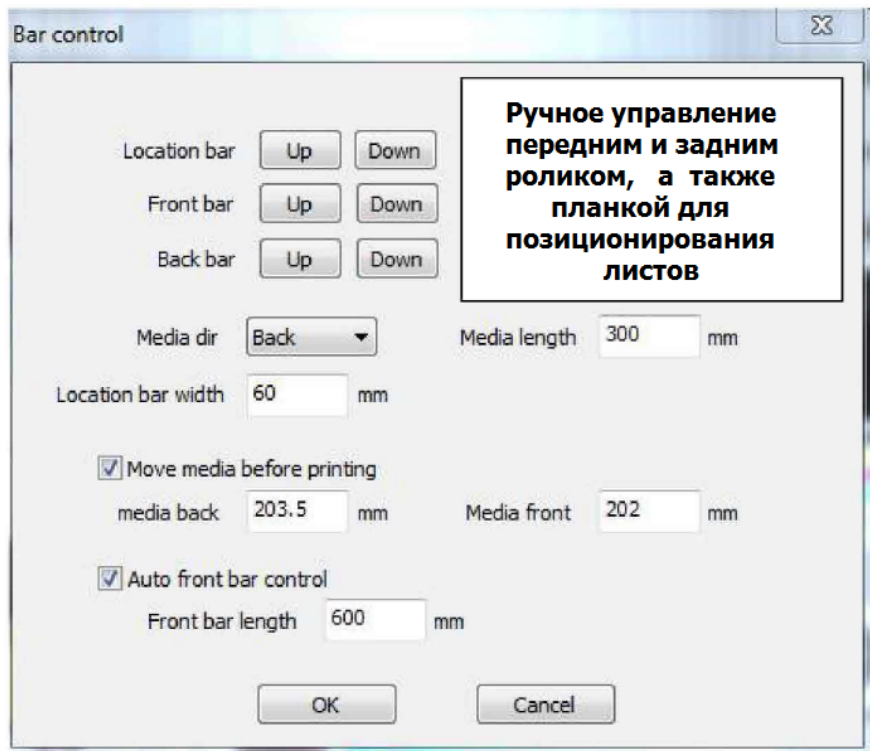 Bar control
Ручное управление
передним и задним
роликом, а также
планкой для
позиционирования
листов
Location bar Up Down
Front bar Up Down
Back bar Up Down
Media dir Back Media length 300 mm
Location bar width 60 mm
Move media before printing
media back 203.5 mm Media front 202 mm
Auto front bar control
Front bar length 600 mm
OK Cancel